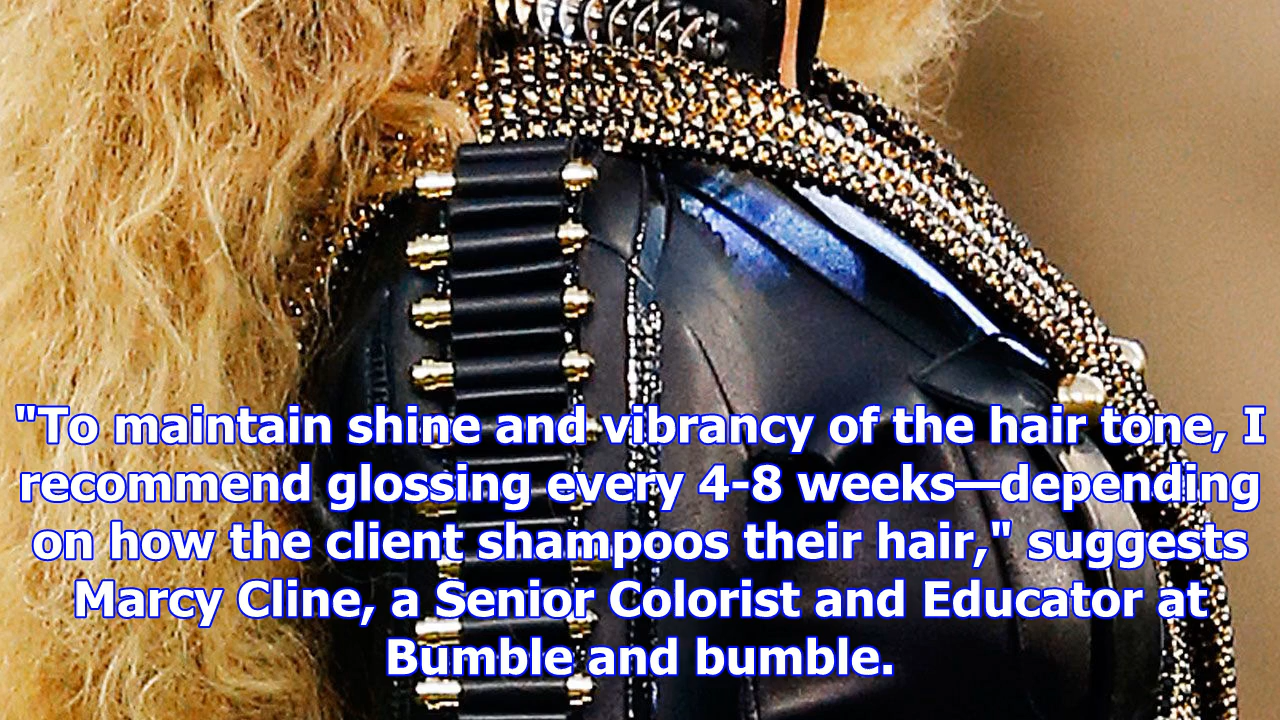 "To maintain shine and vibrancy of the hair tone, I
recommend glossing every 4-8 weeks—depending
on how the client shampoos their hair," suggests
Marcy Cline, a Senior Colorist and Educator at
Bumble and bumble.